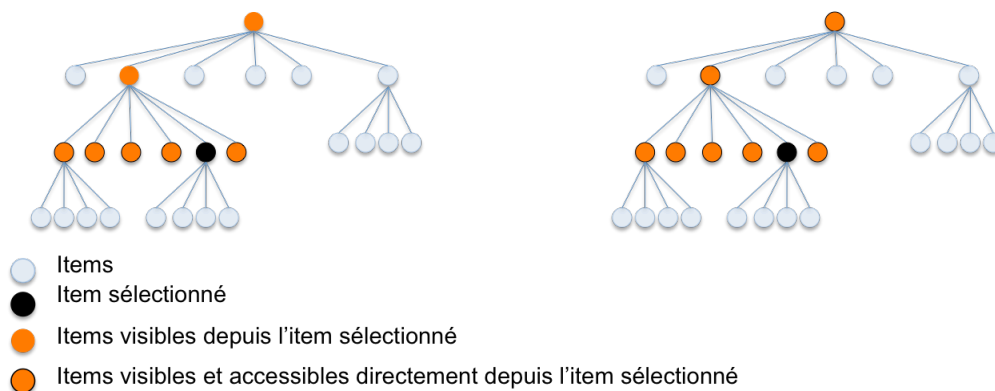 Items
Item sélectionné
Items visibles depuis l'item sélectionné
Items visibles et accessibles directement depuis l'item sélectionné